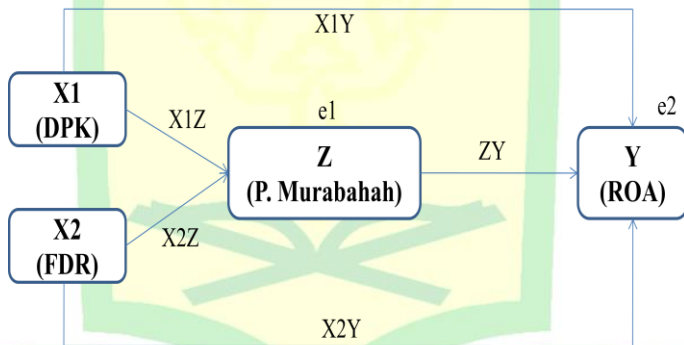 X1Y
X1
(DPK)
X1Z
e1
e2
Z
(P. Murabahah)
ZY
Y
(ROA)
X2
(FDR)
X2Z
X2Y